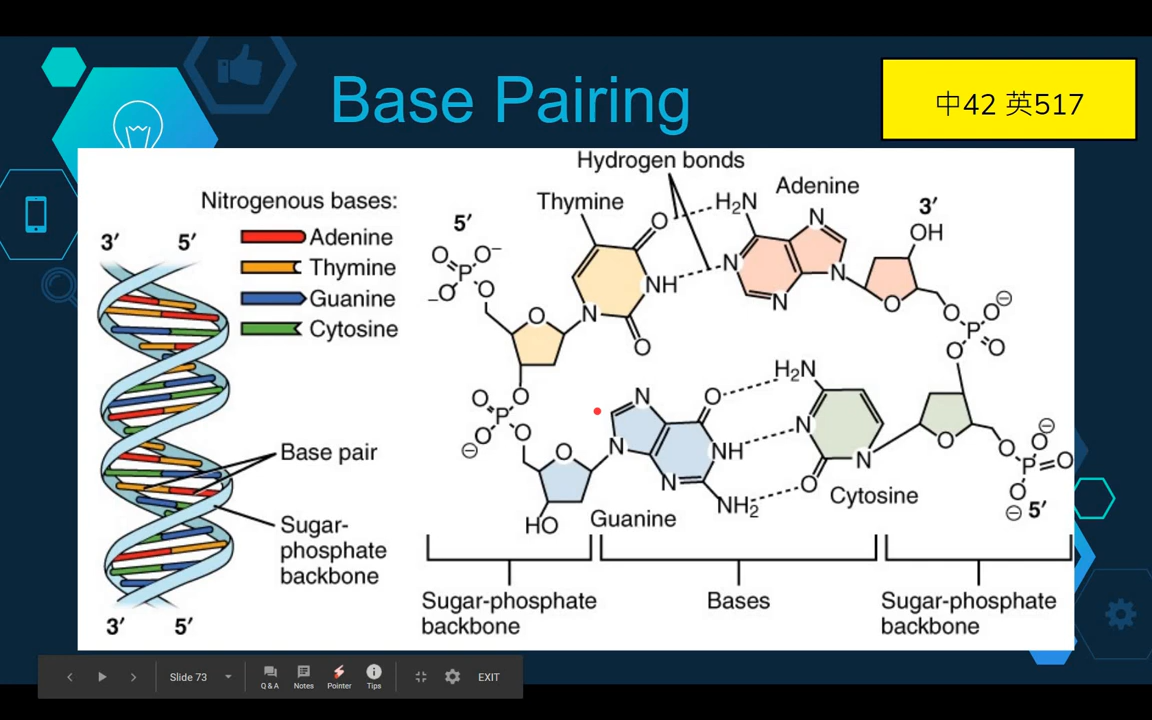 Base Pairing
中42 英517
Hydrogen bonds
Nitrogenous bases:
Adenine
Thymine
Guanine
Cytosine
3′ 5′
3′ 5′
Base pair
Sugar-
phosphate
backbone
5′
Thymine
Adenine
3′
O
H₂N
OH
O
O⁻
P
⁻O
O
N
N
NH
N
N
N
O
O
O
O
⊖
O
P
O
O
O
O
P
O
⊖
O
O
N
O
H₂N
N
NH
N
N
N
O
O
O
HO
NH₂
O
⊖
O
P
O
O
⊖ 5′
Guanine
Cytosine
Sugar-phosphate
backbone
Bases
Sugar-phosphate
backbone
Slide 73
Q & A
Notes
Pointer
Tips
EXIT